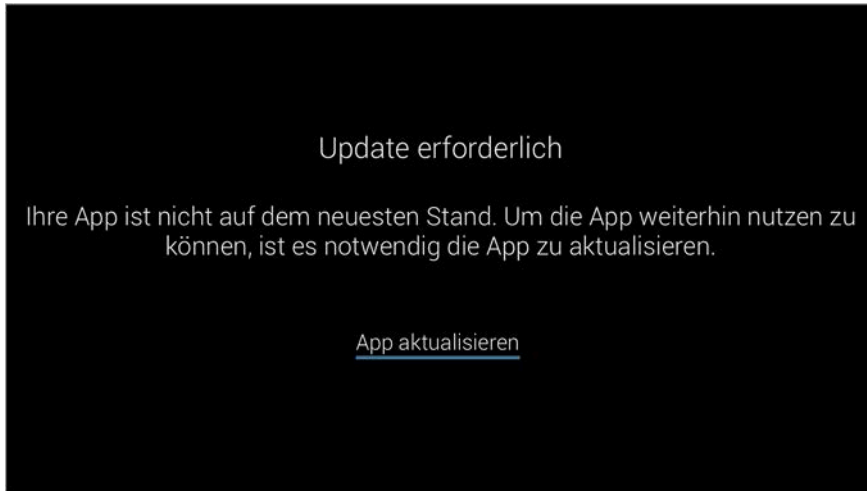 Update erforderlich
Ihre App ist nicht auf dem neuesten Stand. Um die App weiterhin nutzen zu
können, ist es notwendig die App zu aktualisieren.
App aktualisieren